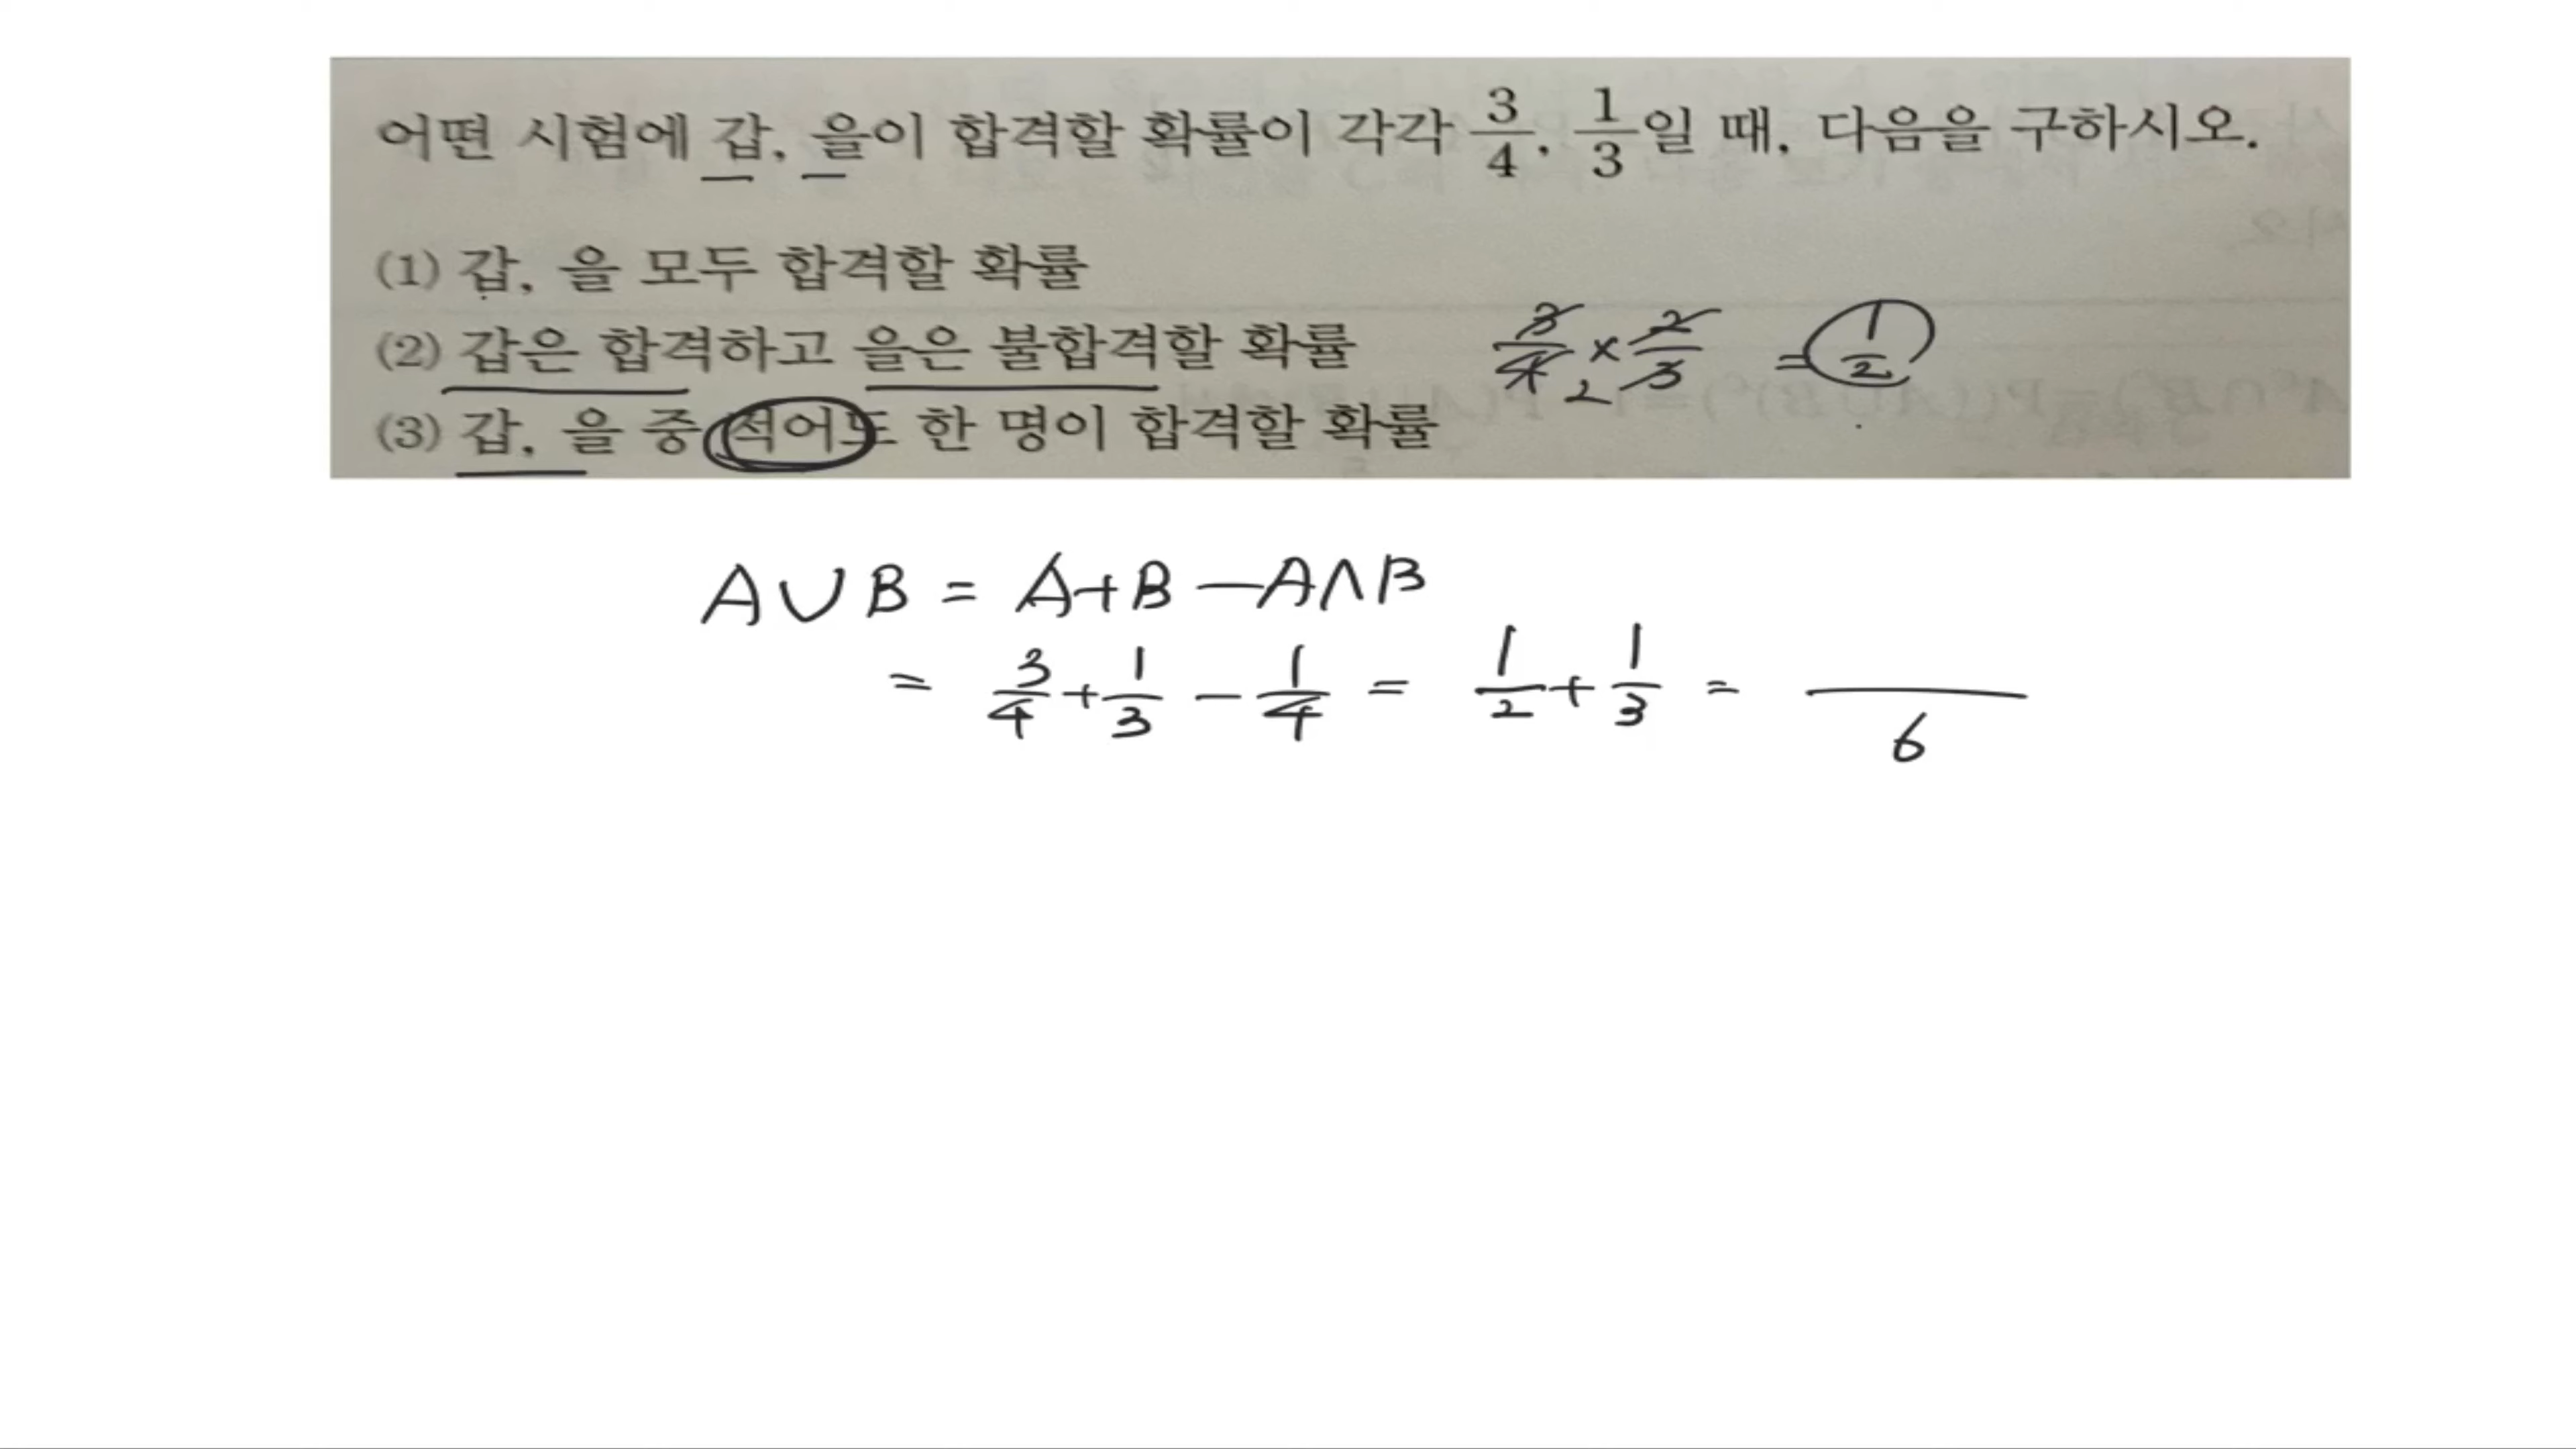 어떤 시험에 갑, 을이 합격할 확률이 각각 3/4, 1/3일 때, 다음을 구하시오.
(1) 갑, 을 모두 합격할 확률
(2) 갑은 합격하고 을은 불합격할 확률 3/4 2 × 2/3 = 1/2
(3) 갑, 을 중 적어도 한 명이 합격할 확률
A∪B = A+B-A∩B
= 3/4 + 1/3 - 1/4 = 1/2 + 1/3 = /6